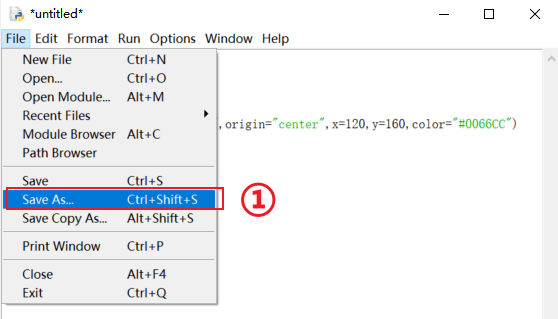 *untitled*
File Edit Format Run Options Window Help
New File Ctrl+N
Open... Ctrl+O
Open Module... Alt+M
Recent Files
Module Browser Alt+C
,origin="center",x=120,y=160,color="#0066CC")
Path Browser
Save Ctrl+S
Save As... Ctrl+Shift+S
①
Save Copy As... Alt+Shift+S
Print Window Ctrl+P
Close Alt+F4
Exit Ctrl+Q